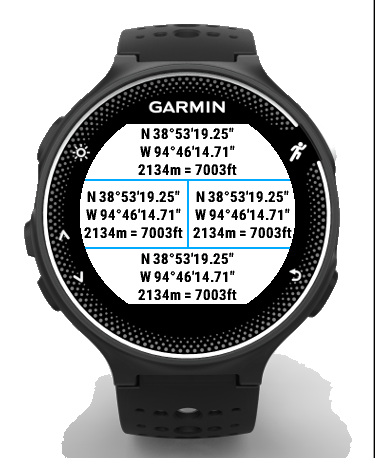 GARMIN
N 38°53'19.25"
W 94°46'14.71"
2134m = 7003ft
N 38°53'19.25" N 38°53'19.25"
W 94°46'14.71" W 94°46'14.71"
2134m = 7003ft 2134m = 7003ft
N 38°53'19.25"
W 94°46'14.71"
2134m = 7003ft